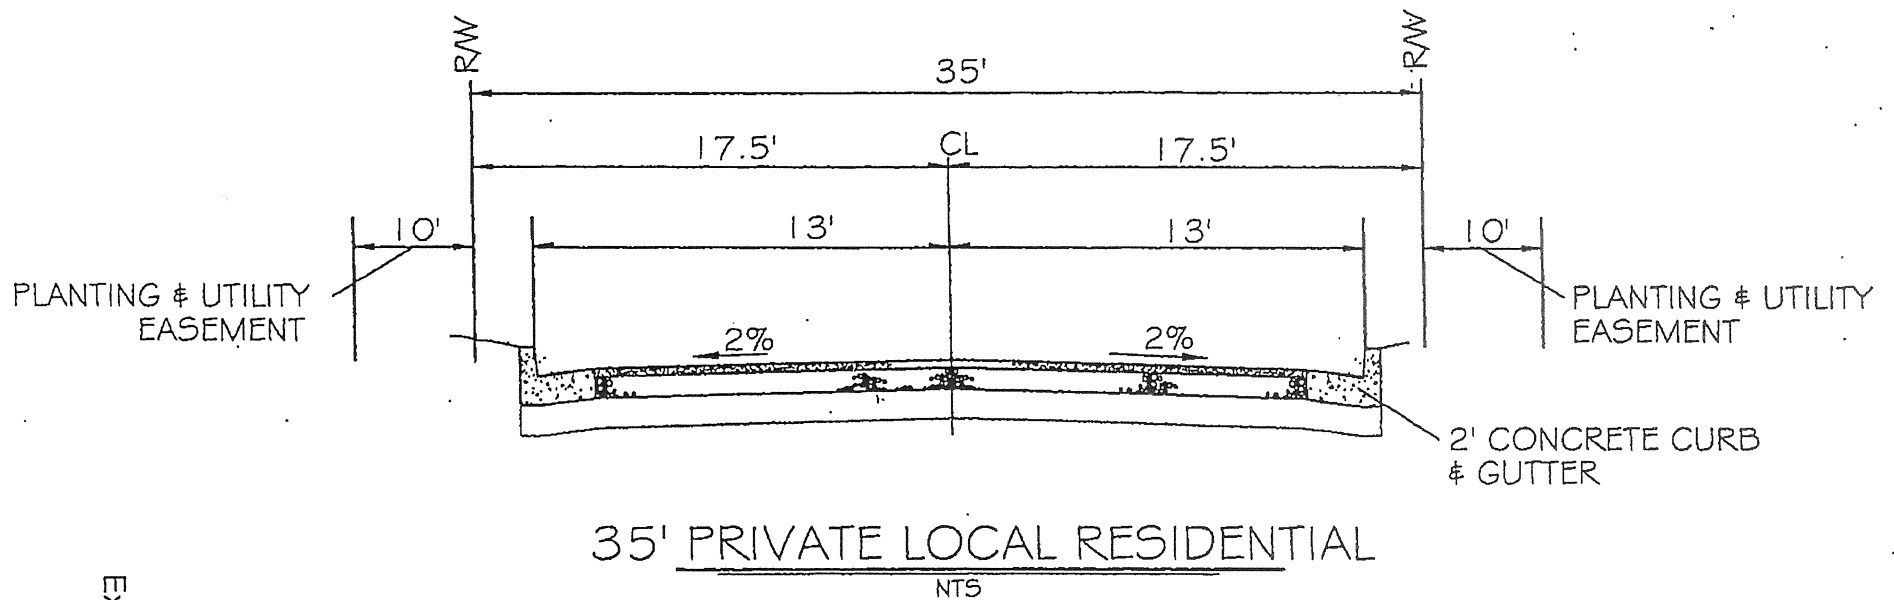 R/W
R/W
35'
17.5'
CL
17.5'
10'
13'
13'
10'
PLANTING & UTILITY
EASEMENT
PLANTING & UTILITY
EASEMENT
2%
2%
2' CONCRETE CURB
& GUTTER
35' PRIVATE LOCAL RESIDENTIAL
NTS